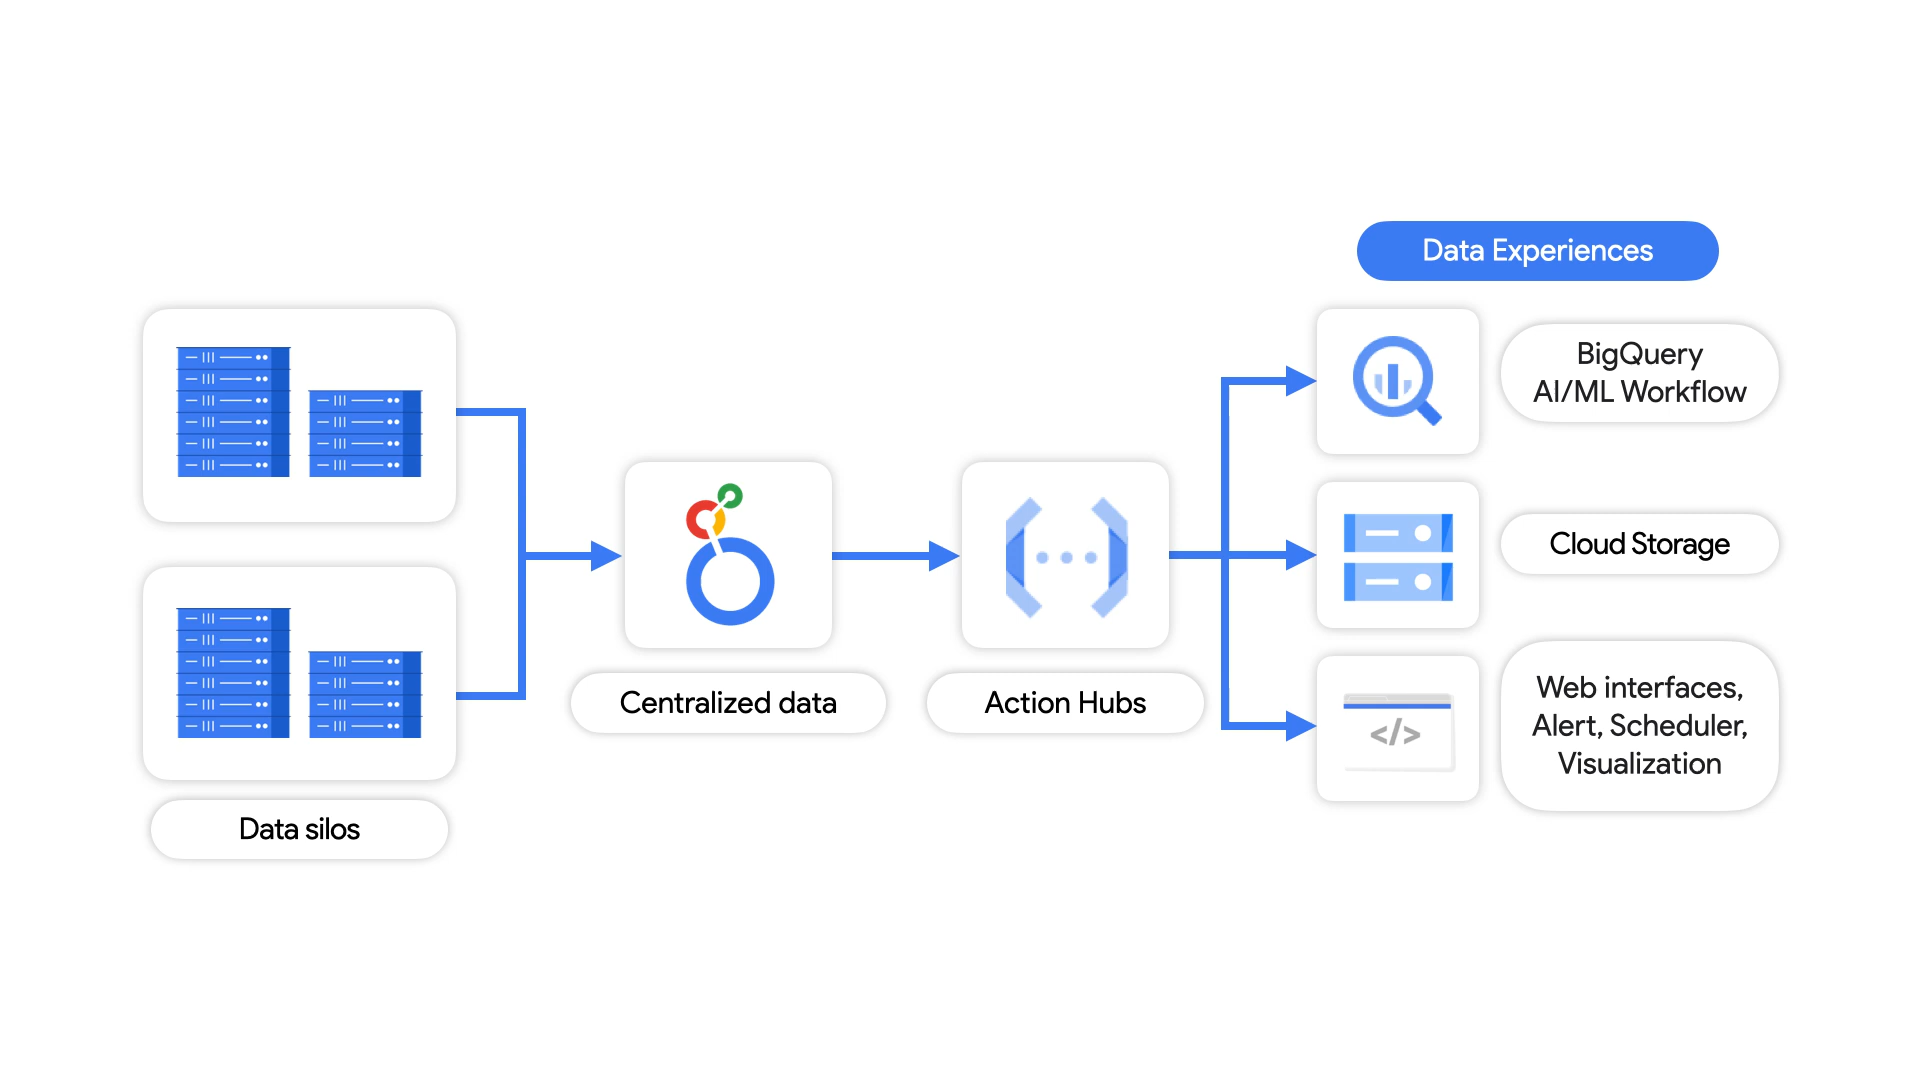 Data Experiences
BigQuery
AI/ML Workflow
Cloud Storage
Centralized data
Action Hubs
</>
Web interfaces,
Alert, Scheduler,
Visualization
Data silos